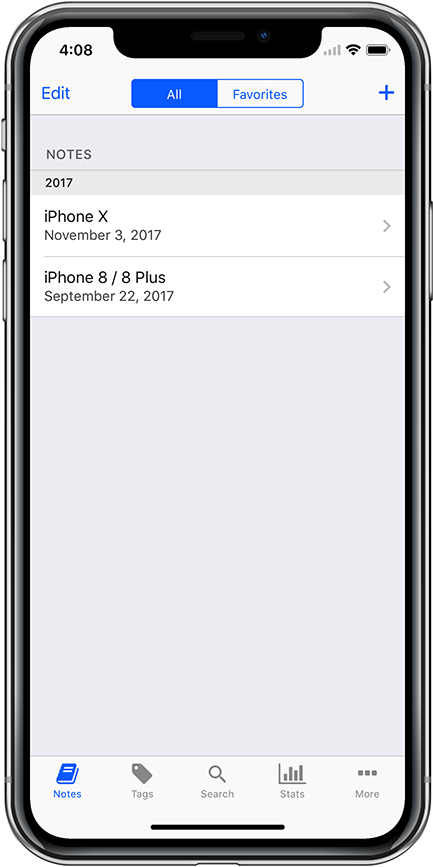 4:08
Edit
All
Favorites
+
NOTES
2017
iPhone X
November 3, 2017
iPhone 8 / 8 Plus
September 22, 2017
Notes
Tags
Search
Stats
More